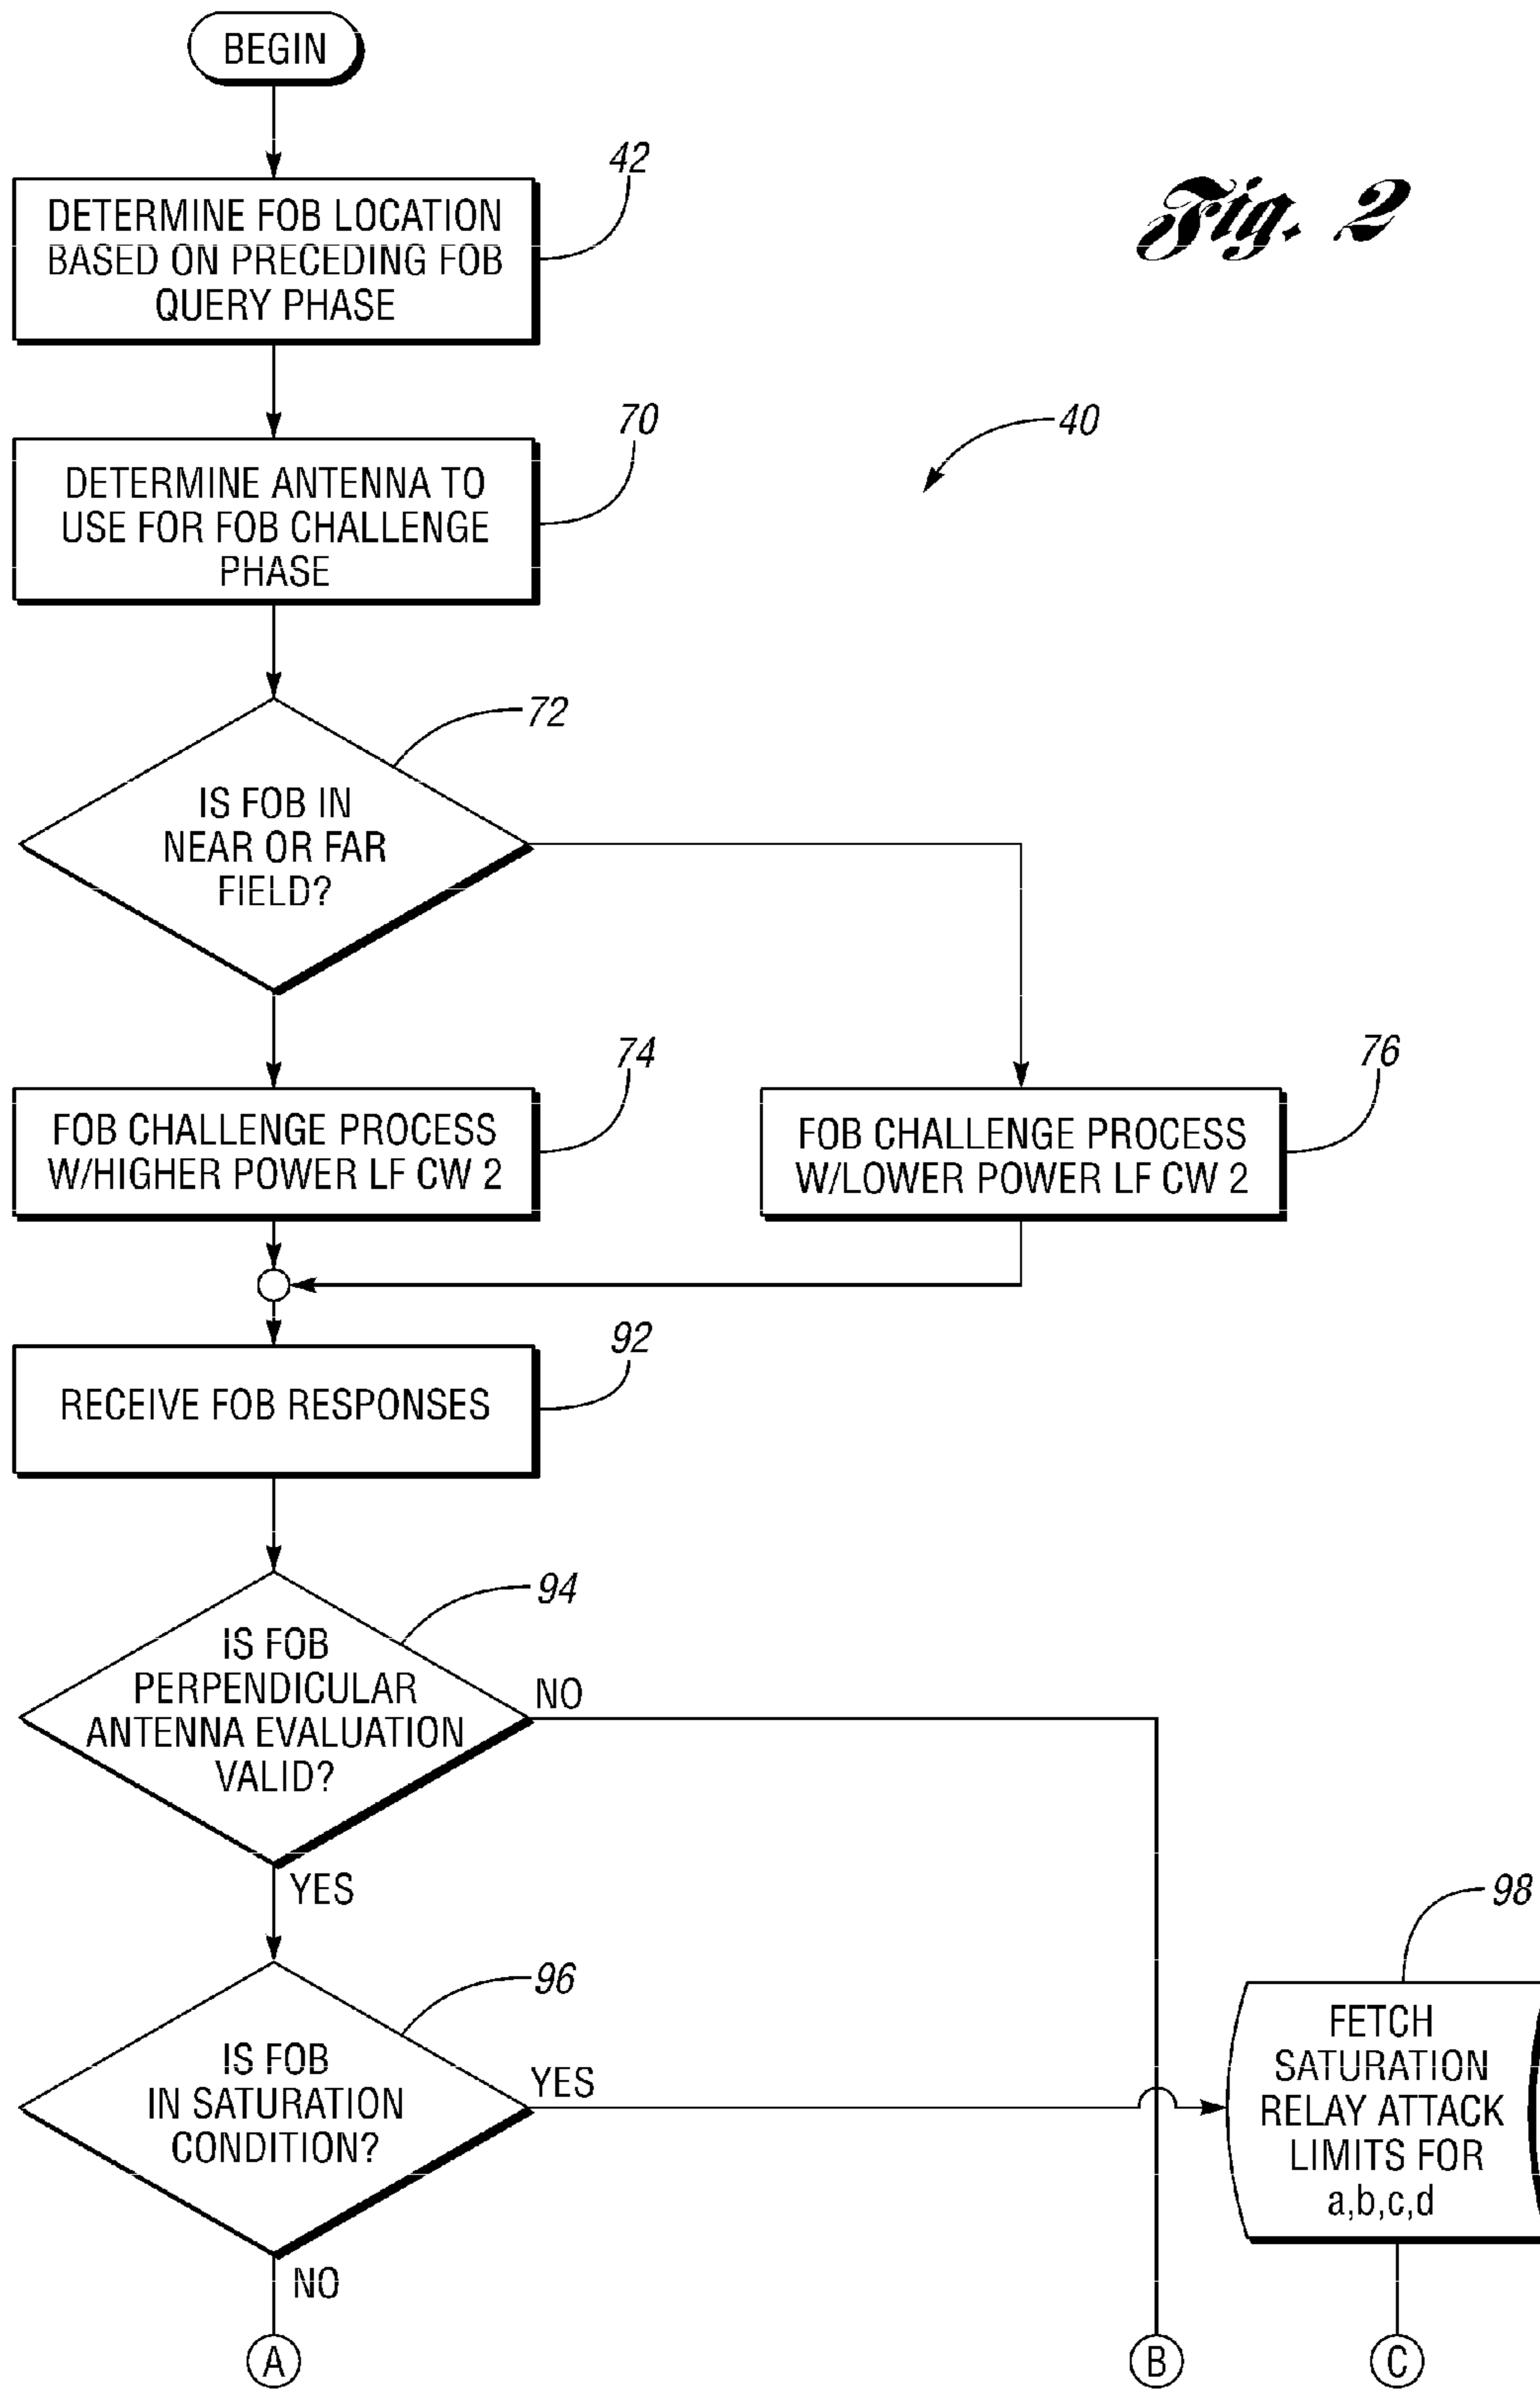 BEGIN
Fig. 2
42
DETERMINE FOB LOCATION
BASED ON PRECEDING FOB
QUERY PHASE
70
40
DETERMINE ANTENNA TO
USE FOR FOB CHALLENGE
PHASE
72
IS FOB IN
NEAR OR FAR
FIELD?
74
76
FOB CHALLENGE PROCESS
W/HIGHER POWER LF CW 2
FOB CHALLENGE PROCESS
W/LOWER POWER LF CW 2
92
RECEIVE FOB RESPONSES
94
IS FOB
PERPENDICULAR
ANTENNA EVALUATION
VALID?
NO
YES
98
96
IS FOB
IN SATURATION
CONDITION?
YES
FETCH
SATURATION
RELAY ATTACK
LIMITS FOR
a,b,c,d
NO
A
B
C